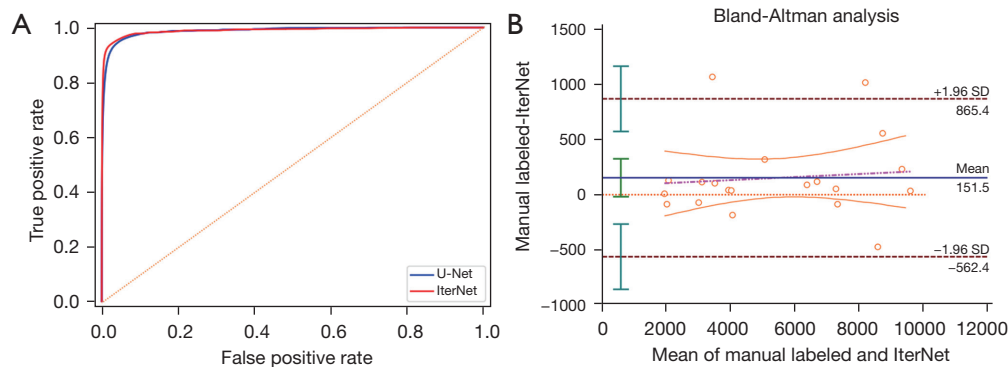 A
True positive rate
1.0
0.8
0.6
0.4
0.2
0.0
0.0 0.2 0.4 0.6 0.8 1.0
False positive rate
U-Net
IterNet
B
Bland-Altman analysis
Manual labeled-IterNet
1500
1000
500
0
−500
−1000
+1.96 SD
865.4
Mean
151.5
−1.96 SD
−562.4
0 2000 4000 6000 8000 10000 12000
Mean of manual labeled and IterNet